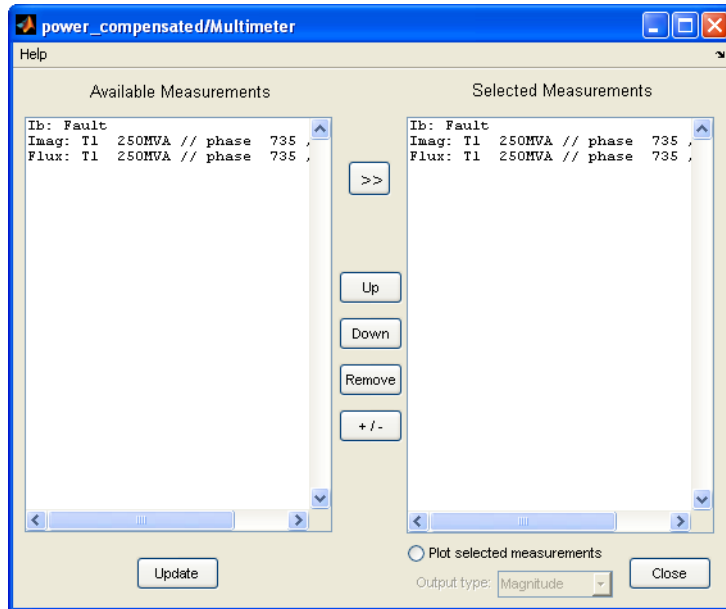 power_compensated/Multimeter
Help
Available Measurements
Selected Measurements
Ib: Fault
Imag: T1  250MVA // phase  735 ,
Flux: T1  250MVA // phase  735 ,
>>
Up
Down
Remove
+ / -
Ib: Fault
Imag: T1  250MVA // phase  735 ,
Flux: T1  250MVA // phase  735 ,
Update
Plot selected measurements
Output type: Magnitude
Close